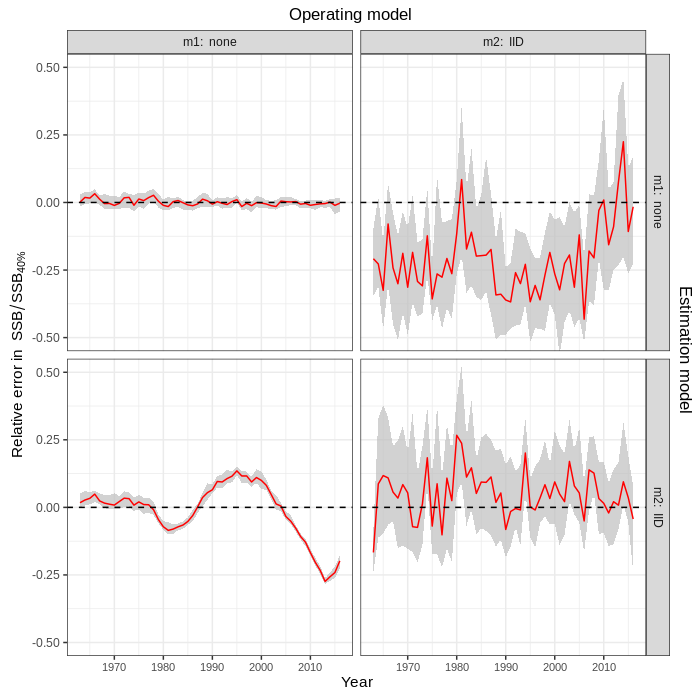 Operating model
m1: none
m2: IID
0.50
0.25
0.00
-0.25
-0.50
m1: none
0.50
0.25
0.00
-0.25
-0.50
m2: IID
1970
1980
1990
2000
2010
1970
1980
1990
2000
2010
Year
Relative error in SSB/SSB40%
Estimation model